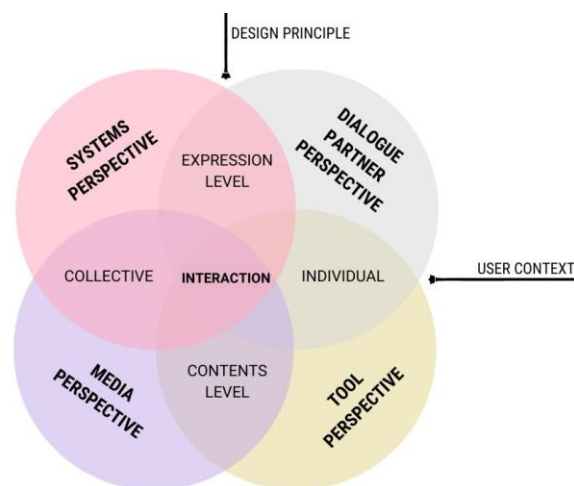 DESIGN PRINCIPLE
SYSTEMS
PERSPECTIVE
DIALOGUE
PARTNER
PERSPECTIVE
EXPRESSION
LEVEL
COLLECTIVE
INTERACTION
INDIVIDUAL
USER CONTEXT
CONTENTS
LEVEL
MEDIA
PERSPECTIVE
TOOL
PERSPECTIVE